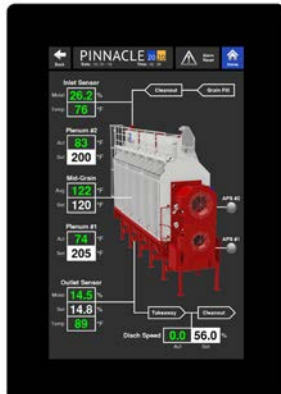 Back
PINNACLE 20 20
Alarm Reset
Home
Inlet Sensor
Moist 26.2 %
Temp 76 °F
Cleanout
Grain Fill
Plenum #2
Act 83 °F
Set 200 °F
Mid-Grain
Avg 122 °F
Set 120 °F
APS #2
Plenum #1
Act 74 °F
Set 205 °F
APS #1
Outlet Sensor
Moist 14.5 %
Set 14.8 %
Temp 89 °F
Takeaway
Cleanout
Disch Speed 0.0 56.0 %
Act Set